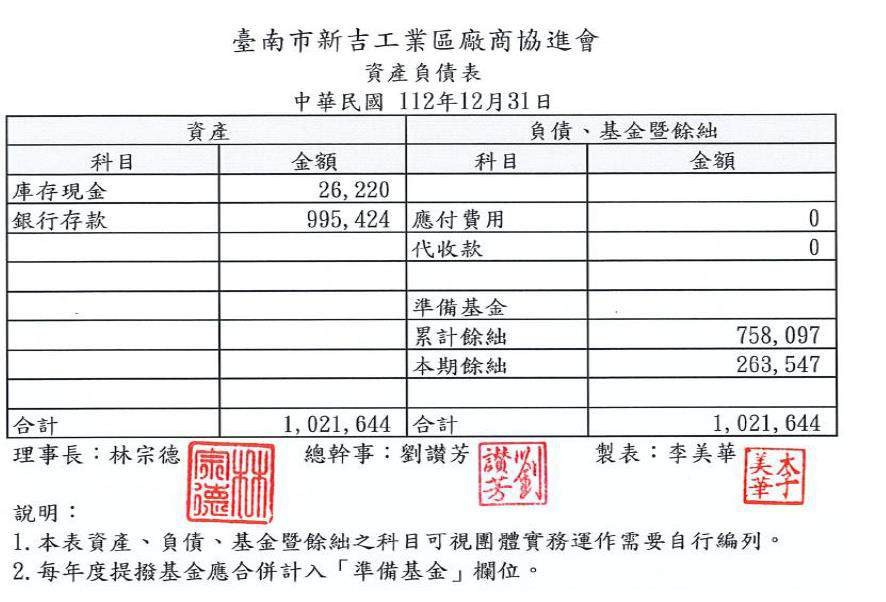 臺南市新吉工業區廠商協進會
資產負債表
中華民國 112年12月31日
資產 負債、基金暨餘絀
科目 金額 科目 金額
庫存現金 26,220
銀行存款 995,424 應付費用 0
代收款 0
準備基金
累計餘絀 758,097
本期餘絀 263,547
合計 1,021,644 合計 1,021,644
理事長：林宗德 林宗德 總幹事：劉讃芳 劉讃芳 製表：李美華 李美華
說明：
1.本表資產、負債、基金暨餘絀之科目可視團體實務運作需要自行編列。
2.每年度提撥基金應合併計入「準備基金」欄位。